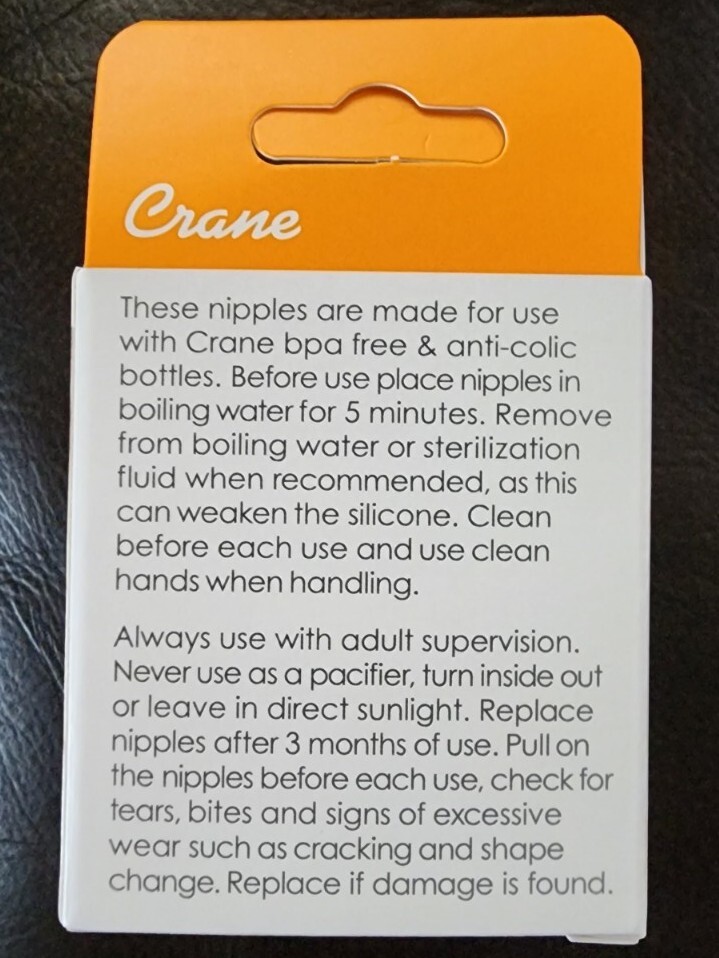 Crane
These nipples are made for use
with Crane bpa free & anti-colic
bottles. Before use place nipples in
boiling water for 5 minutes. Remove
from boiling water or sterilization
fluid when recommended, as this
can weaken the silicone. Clean
before each use and use clean
hands when handling.
Always use with adult supervision.
Never use as a pacifier, turn inside out
or leave in direct sunlight. Replace
nipples after 3 months of use. Pull on
the nipples before each use, check for
tears, bites and signs of excessive
wear such as cracking and shape
change. Replace if damage is found.